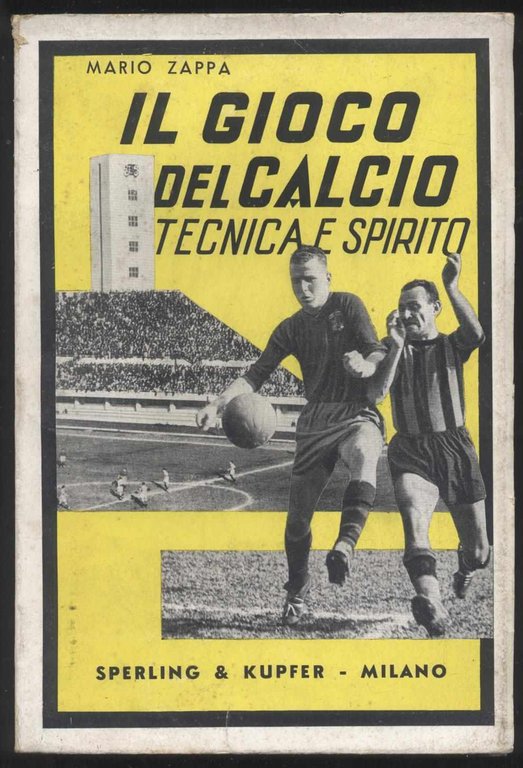 MARIO ZAPPA
IL GIOCO
DEL CALCIO
TECNICA E SPIRITO
SPERLING & KUPFER - MILANO